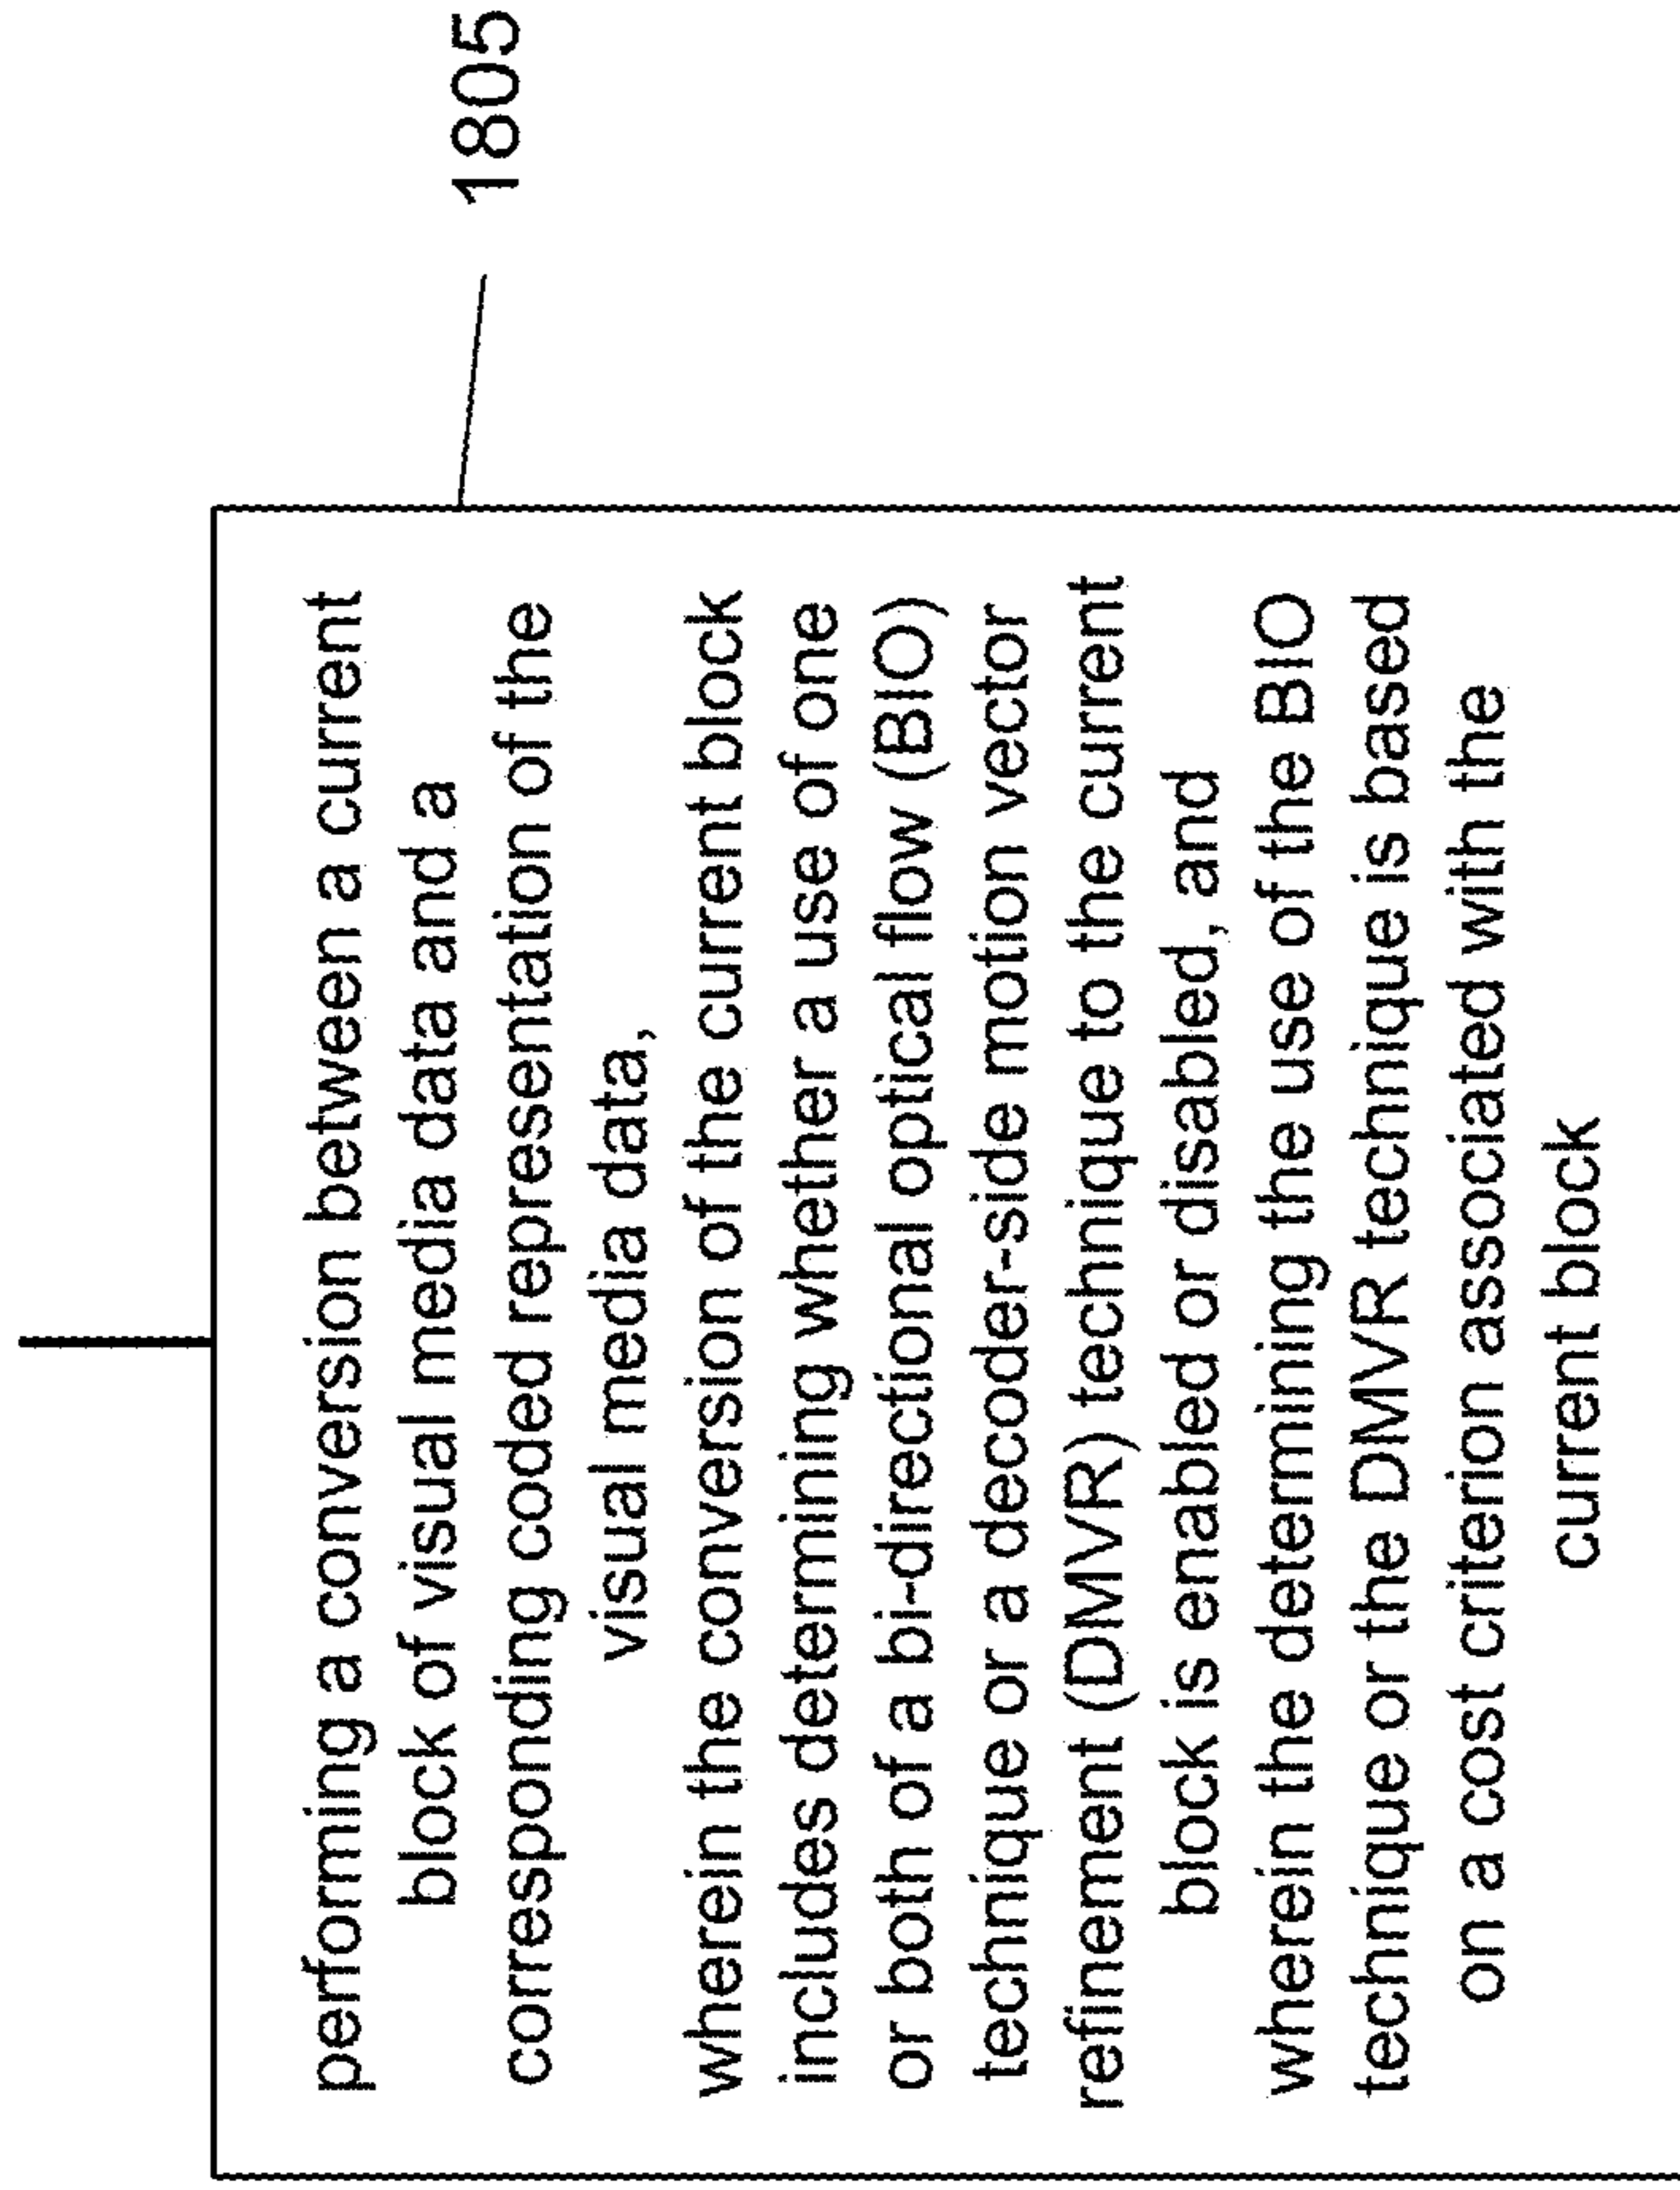 1805
performing a conversion between a current
block of visual media data and a
corresponding coded representation of the
visual media data,
wherein the conversion of the current block
includes determining whether a use of one
or both of a bi-directional optical flow (BIO)
technique or a decoder-side motion vector
refinement (DMVR) technique to the current
block is enabled or disabled, and
wherein the determining the use of the BIO
technique or the DMVR technique is based
on a cost criterion associated with the
current block